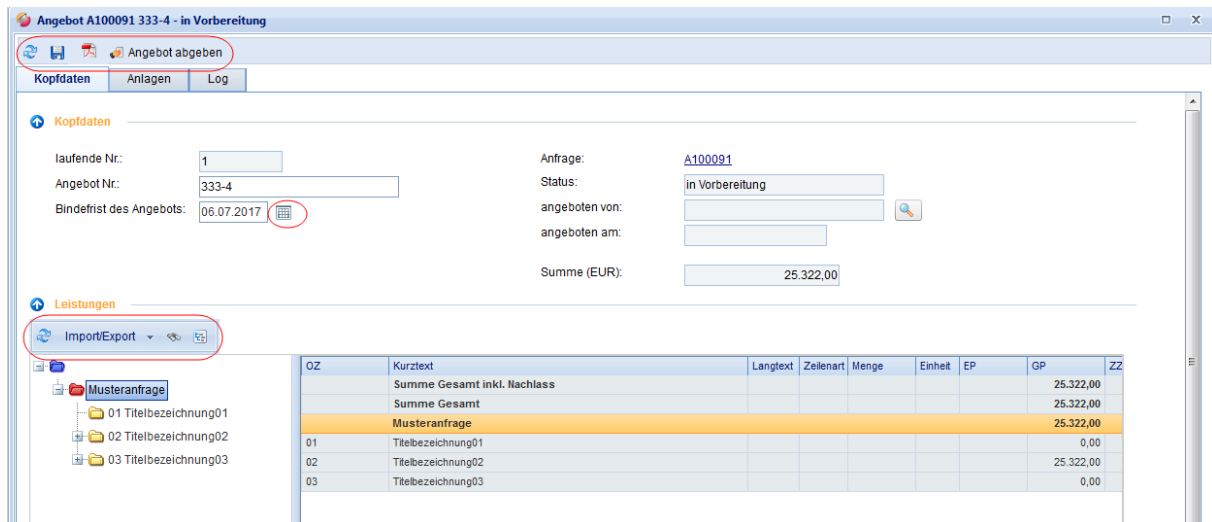 Angebot A100091 333-4 - in Vorbereitung
Angebot abgeben
Kopfdaten Anlagen Log
Kopfdaten
laufende Nr.: 1 Anfrage: A100091
Angebot Nr.: 333-4 Status: in Vorbereitung
Bindefrist des Angebots: 06.07.2017 angeboten von:
angeboten am:
Summe (EUR): 25.322,00
Leistungen
Import/Export
OZ Kurztext Langtext Zeilenart Menge Einheit EP GP ZZ
Summe Gesamt inkl. Nachlass 25.322,00
Musteranfrage Summe Gesamt 25.322,00
01 Titelbezeichnung01 Musteranfrage 25.322,00
02 Titelbezeichnung02 01 Titelbezeichnung01 0,00
03 Titelbezeichnung03 02 Titelbezeichnung02 25.322,00
03 Titelbezeichnung03 0,00